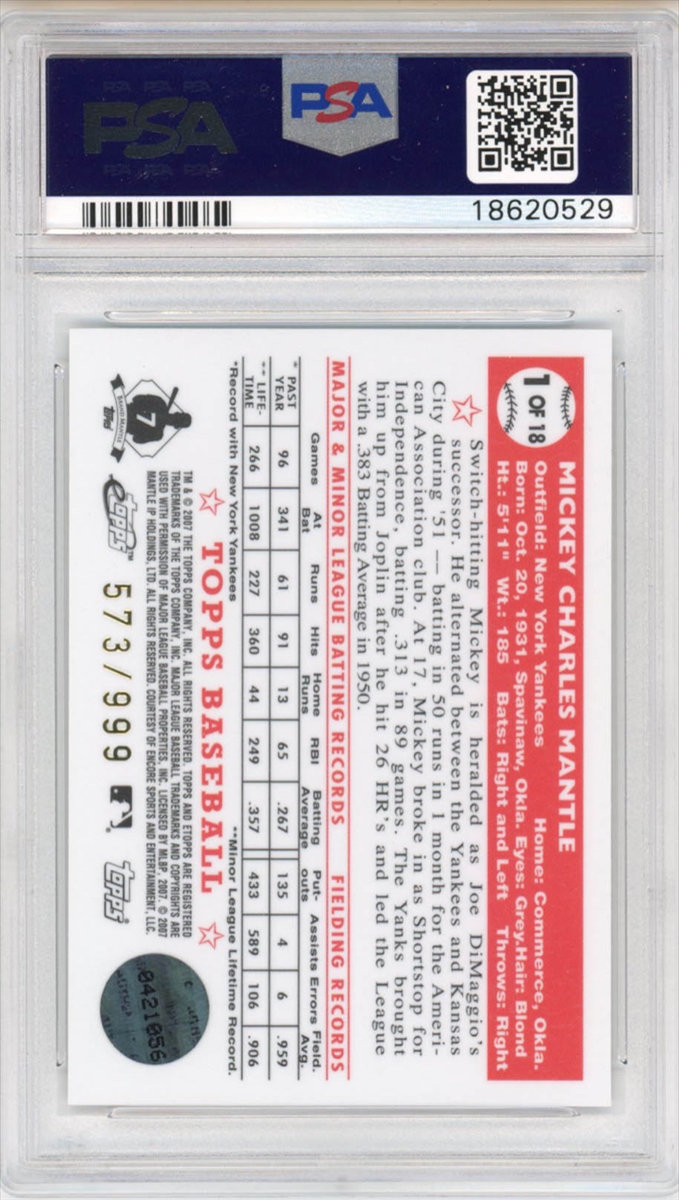 PSA PSA PSA
PSA
PSA PSA PSA
PSA
18620529
1 OF 18
MICKEY CHARLES MANTLE
Outfield: New York Yankees Home: Commerce, Okla.
Born: Oct. 20, 1931, Spavinaw, Okla. Eyes: Grey.Hair: Blond
Ht.: 5'11" Wt.: 185 Bats: Right and Left Throws: Right
Switch-hitting Mickey is heralded as Joe DiMaggio's
successor. He alternated between the Yankees and Kansas
City during '51 — batting in 50 runs in 1 month for the Ameri-
can Association club. At 17, Mickey broke in as Shortstop for
Independence, batting .313 in 89 games. The Yanks brought
him up from Joplin after he hit 26 HR's and led the League
with a .383 Batting Average in 1950.
MAJOR & MINOR LEAGUE BATTING RECORDS FIELDING RECORDS
Games At Bat Runs Hits Home Runs RBI Batting Average Put-outs Assists Errors Field. Avg.
* PAST YEAR 96 341 61 91 13 65 .267 135 4 6 .959
** LIFE-TIME 266 1008 227 360 44 249 .357 433 589 106 .906
*Record with New York Yankees **Minor League Lifetime Record.
TOPPS BASEBALL
TM & © 2007 THE TOPPS COMPANY, INC. ALL RIGHTS RESERVED. TOPPS AND ETOPPS ARE REGISTERED
TRADEMARKS OF THE TOPPS COMPANY, INC. MAJOR LEAGUE BASEBALL TRADEMARKS AND COPYRIGHTS ARE
USED WITH PERMISSION OF MAJOR LEAGUE BASEBALL PROPERTIES, INC. LICENSED BY MLBP, 2007. © 2007
MANTLE IP HOLDINGS, LTD. ALL RIGHTS RESERVED. COURTESY OF ENCORE SPORTS AND ENTERTAINMENT, LLC.
7
BRAND MANTLE
Topps
etopps™
573/999
®
Topps
0421056